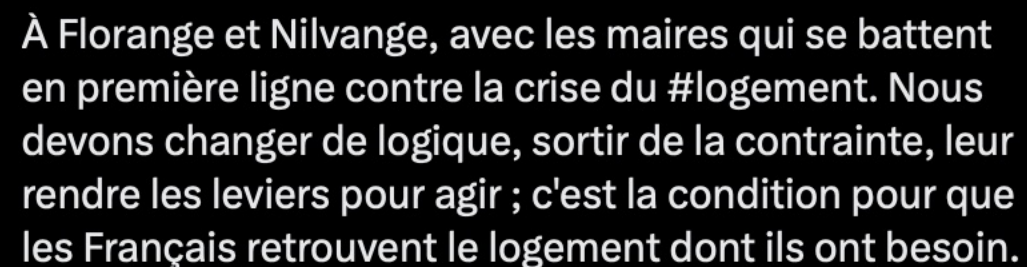 À Florange et Nilvange, avec les maires qui se battent
en première ligne contre la crise du #logement. Nous
devons changer de logique, sortir de la contrainte, leur
rendre les leviers pour agir ; c'est la condition pour que
les Français retrouvent le logement dont ils ont besoin.